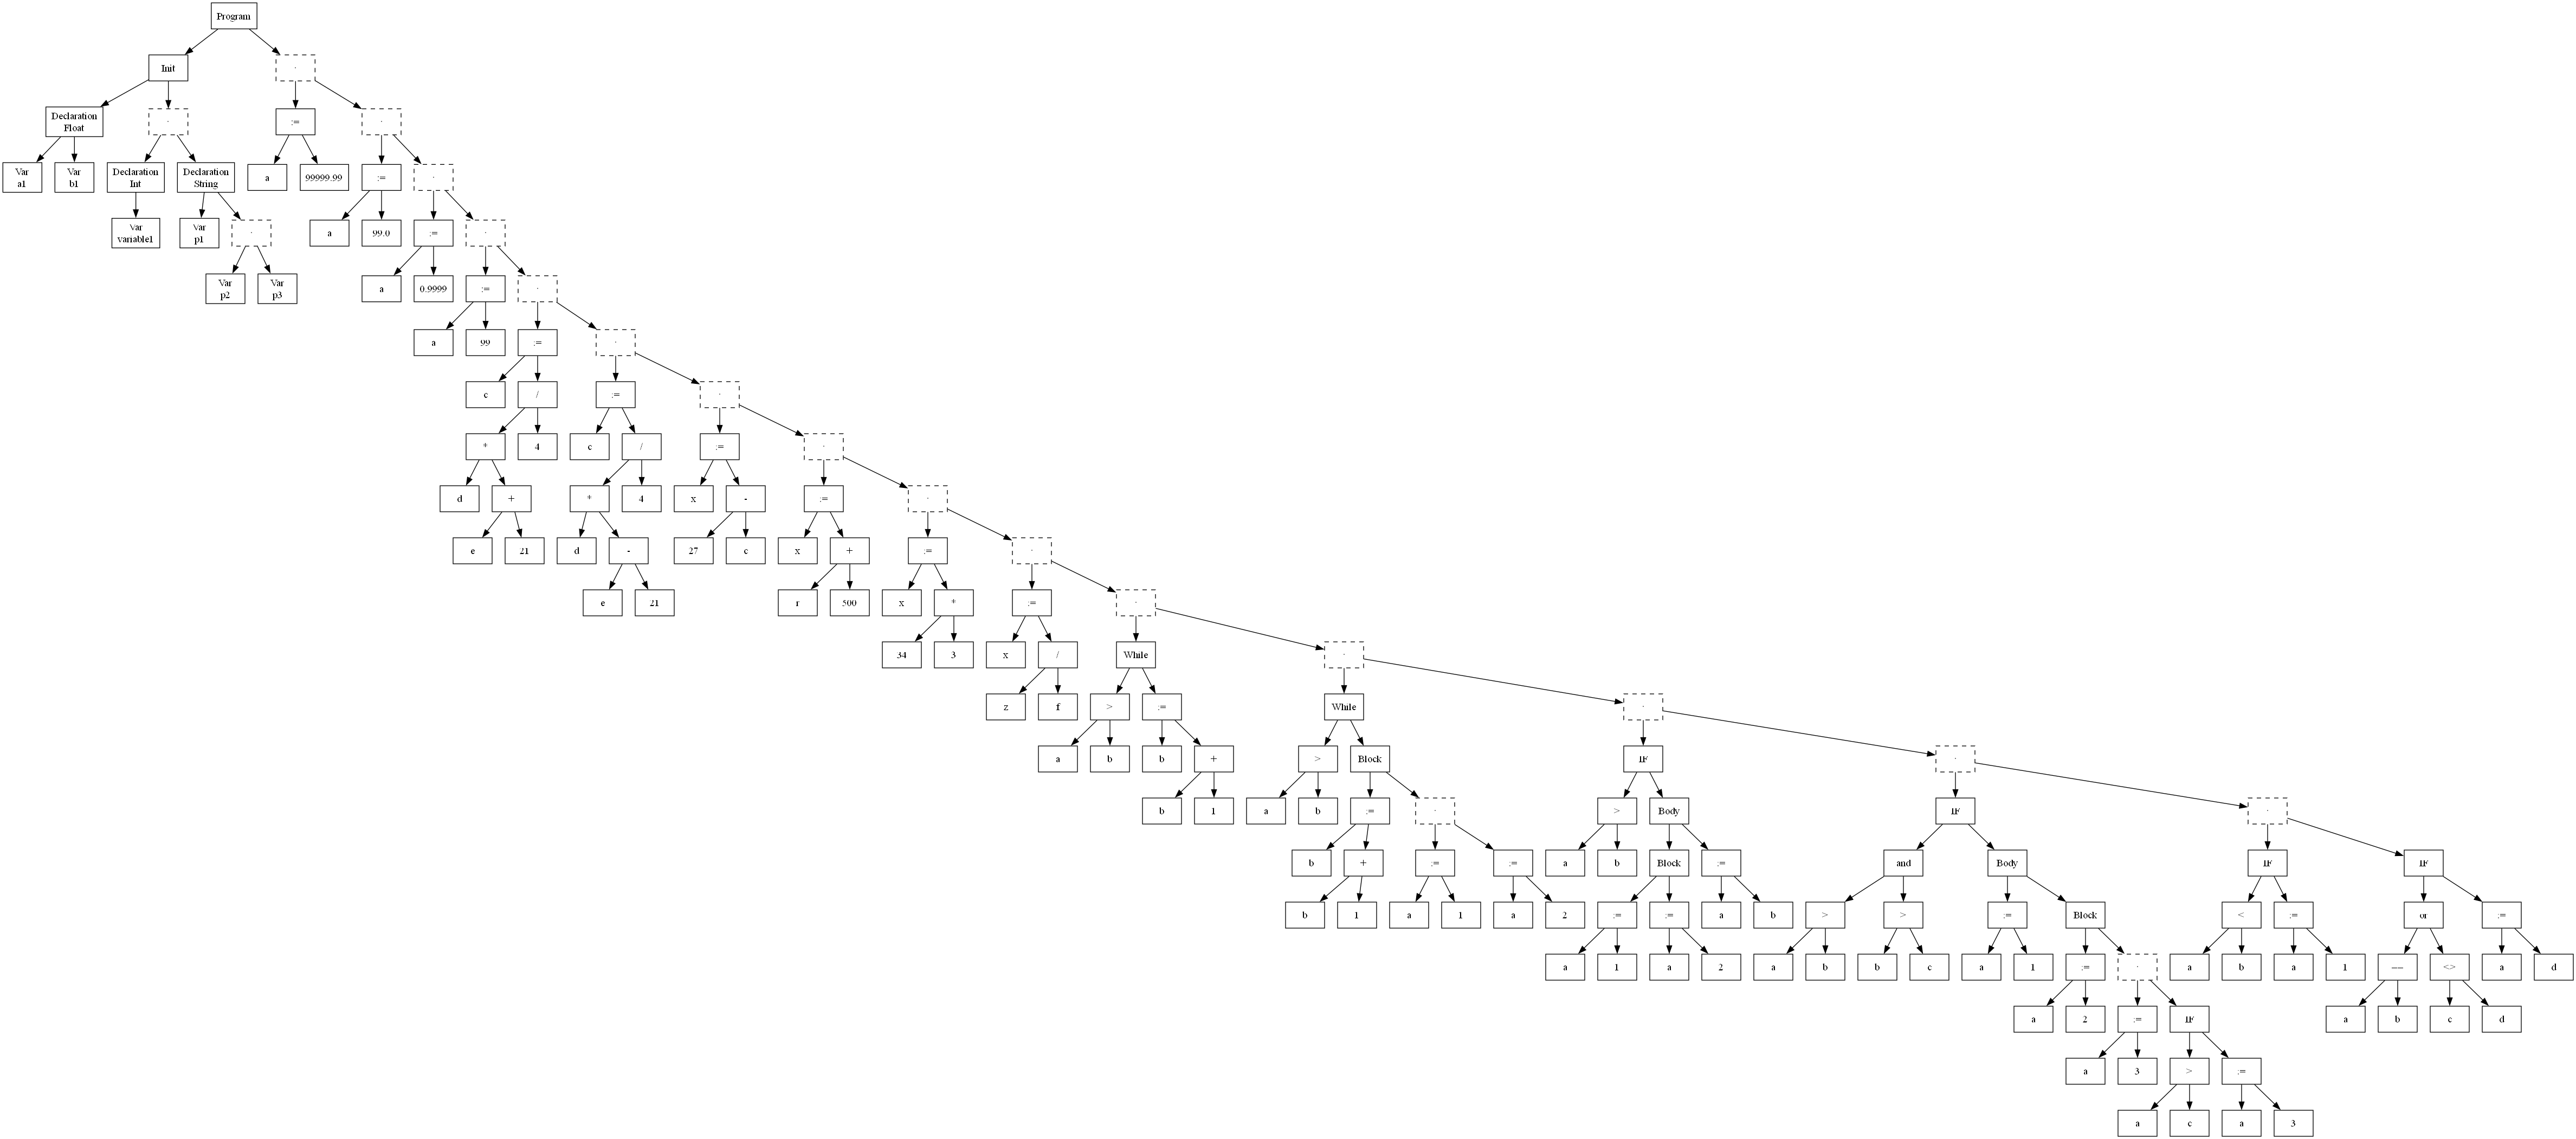 Program
Init
.
Declaration
Float
.
:=
.
Var
a1
Var
b1
Declaration
Int
Declaration
String
a
99999.99
:=
.
Var
variable1
Var
p1
.
a
99.0
:=
.
Var
p2
Var
p3
a
0.9999
:=
.
a
99
:=
.
c
/
:=
.
*
4
c
/
:=
.
d
+
*
4
x
-
:=
.
e
21
d
-
27
c
x
+
:=
.
e
21
r
500
x
*
:=
.
34
3
x
/
While
.
z
f
>
:=
While
.
a
b
b
+
>
Block
IF
.
b
1
a
b
:=
.
>
Body
IF
.
b
+
:=
:=
a
b
Block
:=
and
Body
IF
IF
b
1
a
1
a
2
:=
:=
a
b
>
>
:=
Block
<
:=
or
:=
a
1
a
2
a
b
b
c
a
1
:=
.
a
b
a
1
==
<>
a
d
a
2
:=
IF
a
b
c
d
a
3
>
:=
a
c
a
3